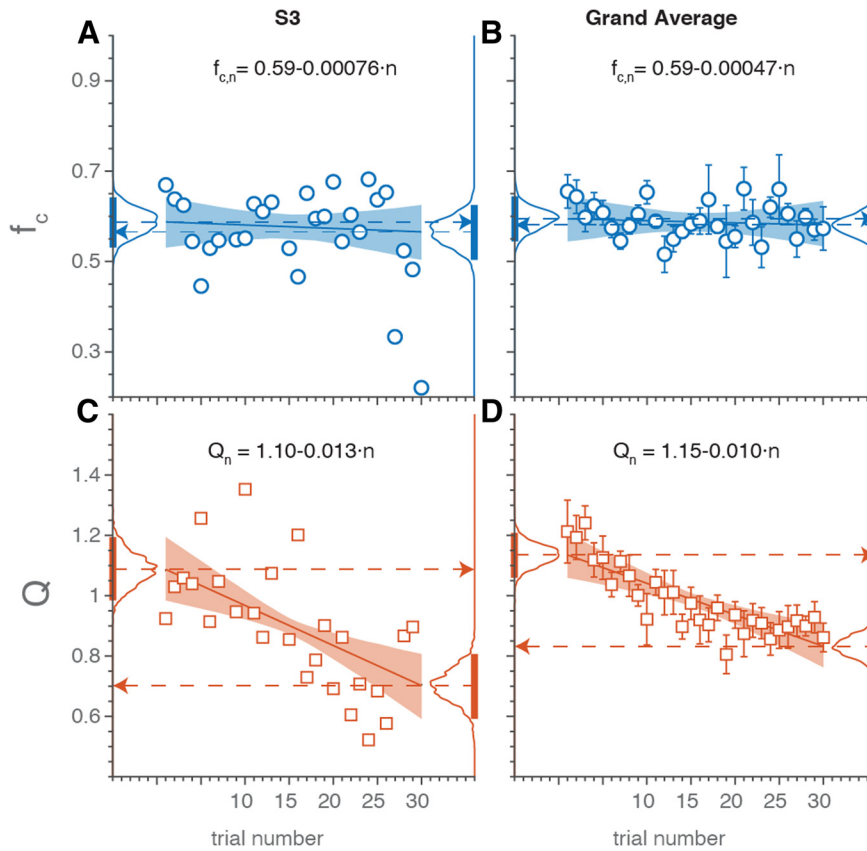 S3
Grand Average
A
B
f_c,n = 0.59-0.00076·n
f_c,n = 0.59-0.00047·n
0.9
0.7
0.5
0.3
f_c
C
D
Q_n = 1.10-0.013·n
Q_n = 1.15-0.010·n
1.4
1.2
1
0.8
0.6
Q
10 15 20 25 30
10 15 20 25 30
trial number
trial number